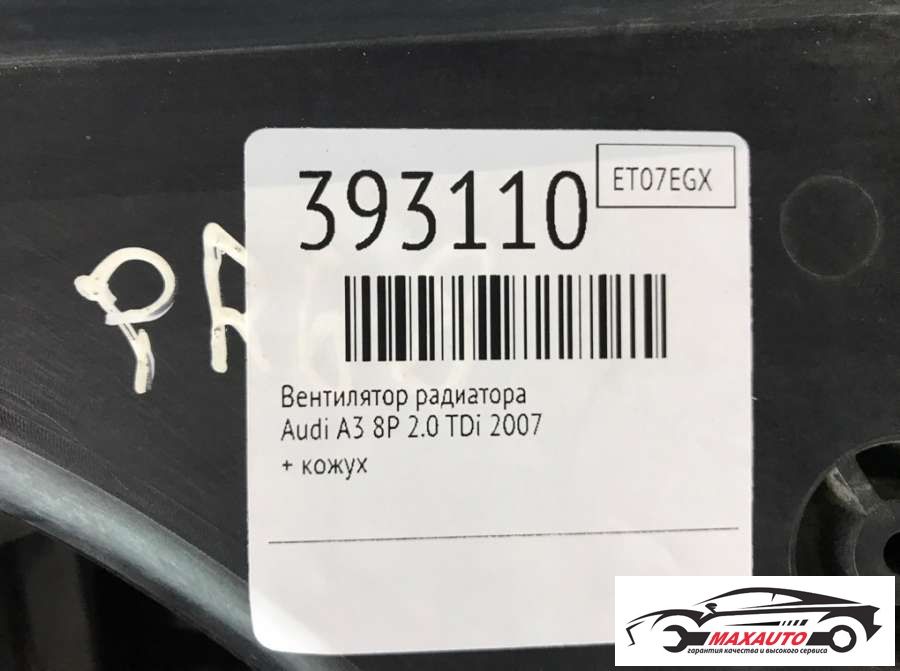 393110
ET07EGX
Вентилятор радиатора
Audi A3 8P 2.0 TDi 2007
+ кожух
MAXAUTO
гарантия качества и высокого сервиса